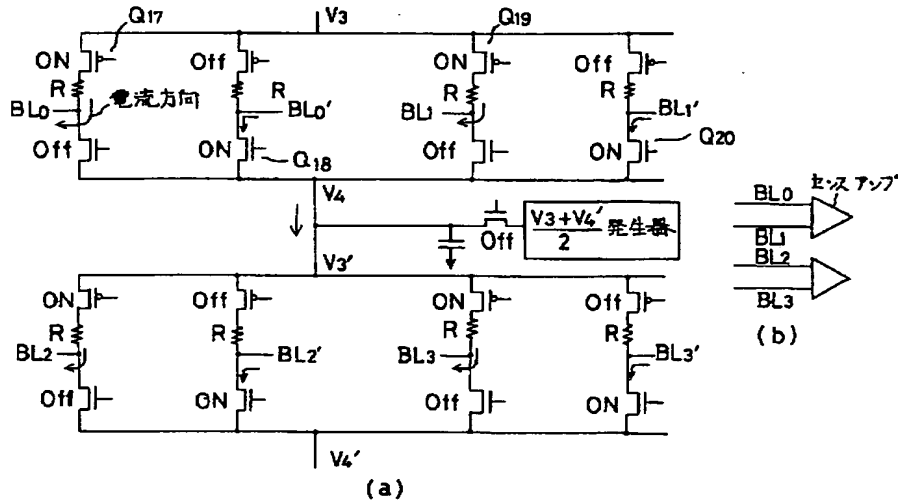 Q17 V3 Q19
ON Off ON Off
R R R R
BL0 電流方向 BL0' BL1 BL1'
Off ON Q18 Off ON Q20
V4
Off V3+V4'/2 発生器
V3'
ON Off ON Off
R R R R
BL2 BL2' BL3 BL3'
Off ON Off ON
V4'
(a)
センスアンプ
BL0
BL1
BL2
BL3
(b)